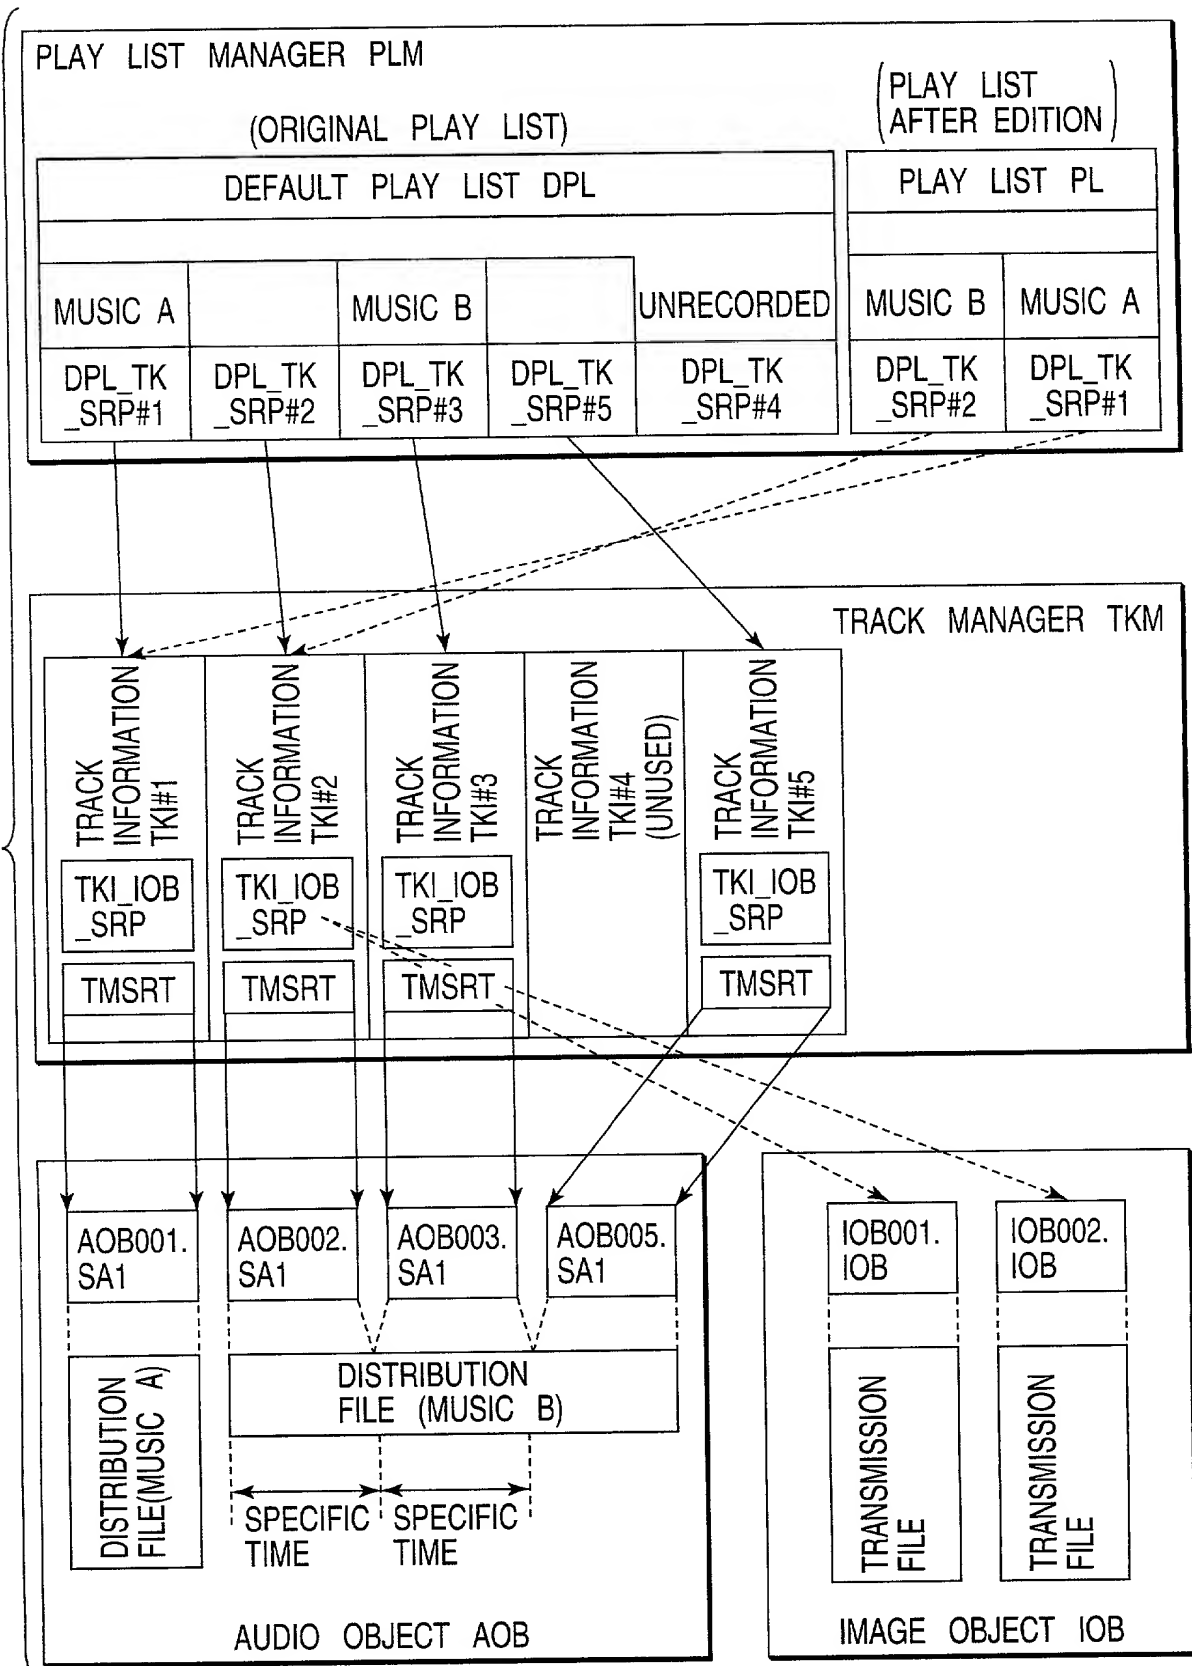 PLAY LIST MANAGER PLM
(ORIGINAL PLAY LIST)
(PLAY LIST
AFTER EDITION)
DEFAULT PLAY LIST DPL
PLAY LIST PL
MUSIC A
MUSIC B
UNRECORDED
MUSIC B
MUSIC A
DPL_TK
_SRP#1
DPL_TK
_SRP#2
DPL_TK
_SRP#3
DPL_TK
_SRP#5
DPL_TK
_SRP#4
DPL_TK
_SRP#2
DPL_TK
_SRP#1
TRACK MANAGER TKM
TRACK
INFORMATION
TKI#1
TRACK
INFORMATION
TKI#2
TRACK
INFORMATION
TKI#3
TRACK
INFORMATION
TKI#4
(UNUSED)
TRACK
INFORMATION
TKI#5
TKI_IOB
_SRP
TKI_IOB
_SRP
TKI_IOB
_SRP
TKI_IOB
_SRP
TMSRT
TMSRT
TMSRT
TMSRT
AOB001.
SA1
AOB002.
SA1
AOB003.
SA1
AOB005.
SA1
IOB001.
IOB
IOB002.
IOB
DISTRIBUTION
FILE(MUSIC A)
DISTRIBUTION
FILE (MUSIC B)
SPECIFIC
TIME
SPECIFIC
TIME
TRANSMISSION
FILE
TRANSMISSION
FILE
AUDIO OBJECT AOB
IMAGE OBJECT IOB